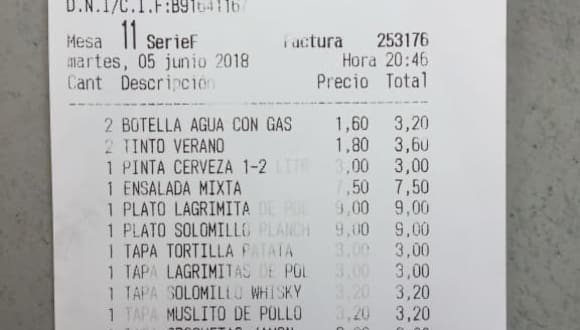 D.N.I/C.I.F:B91641167
Mesa 11 SerieF Factura 253176
martes, 05 junio 2018 Hora 20:46
Cant Descripción Precio Total
2 BOTELLA AGUA CON GAS 1,60 3,20
2 TINTO VERANO 1,80 3,60
1 PINTA CERVEZA 1-2 LITR 3,00 3,00
1 ENSALADA MIXTA 7,50 7,50
1 PLATO LAGRIMITA DE POL 9,00 9,00
1 PLATO SOLOMILLO PLANCH 9,00 9,00
1 TAPA TORTILLA PATATA 3,00 3,00
1 TAPA LAGRIMITAS DE POL 3,00 3,00
1 TAPA SOLOMILLO WHISKY 3,20 3,20
1 TAPA MUSLITO DE POLLO 3,20 3,20